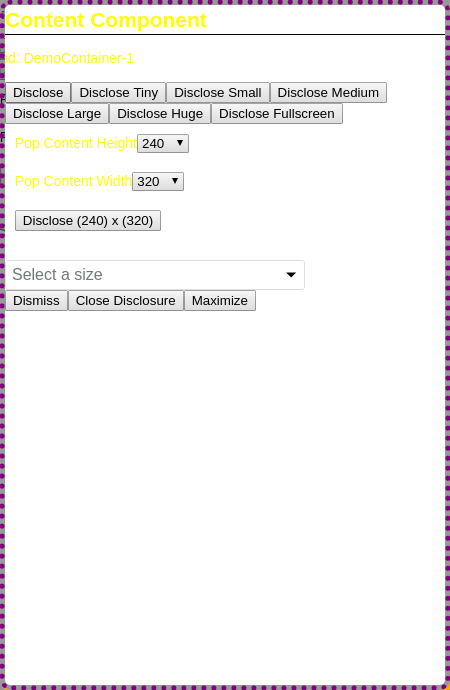 Content Component
id: DemoContainer-1
Disclose Disclose Tiny Disclose Small Disclose Medium
Disclose Large Disclose Huge Disclose Fullscreen
Pop Content Height 240
Pop Content Width 320
Disclose (240) x (320)
Select a size
Dismiss Close Disclosure Maximize